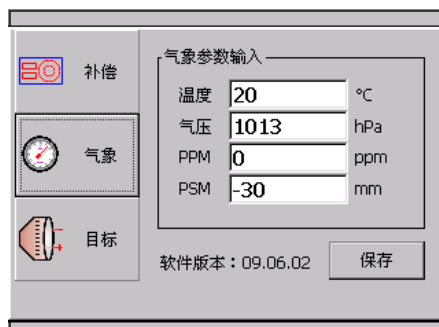 补偿
气象
目标
气象参数输入
温度 20 °C
气压 1013 hPa
PPM 0 ppm
PSM -30 mm
软件版本：09.06.02 保存